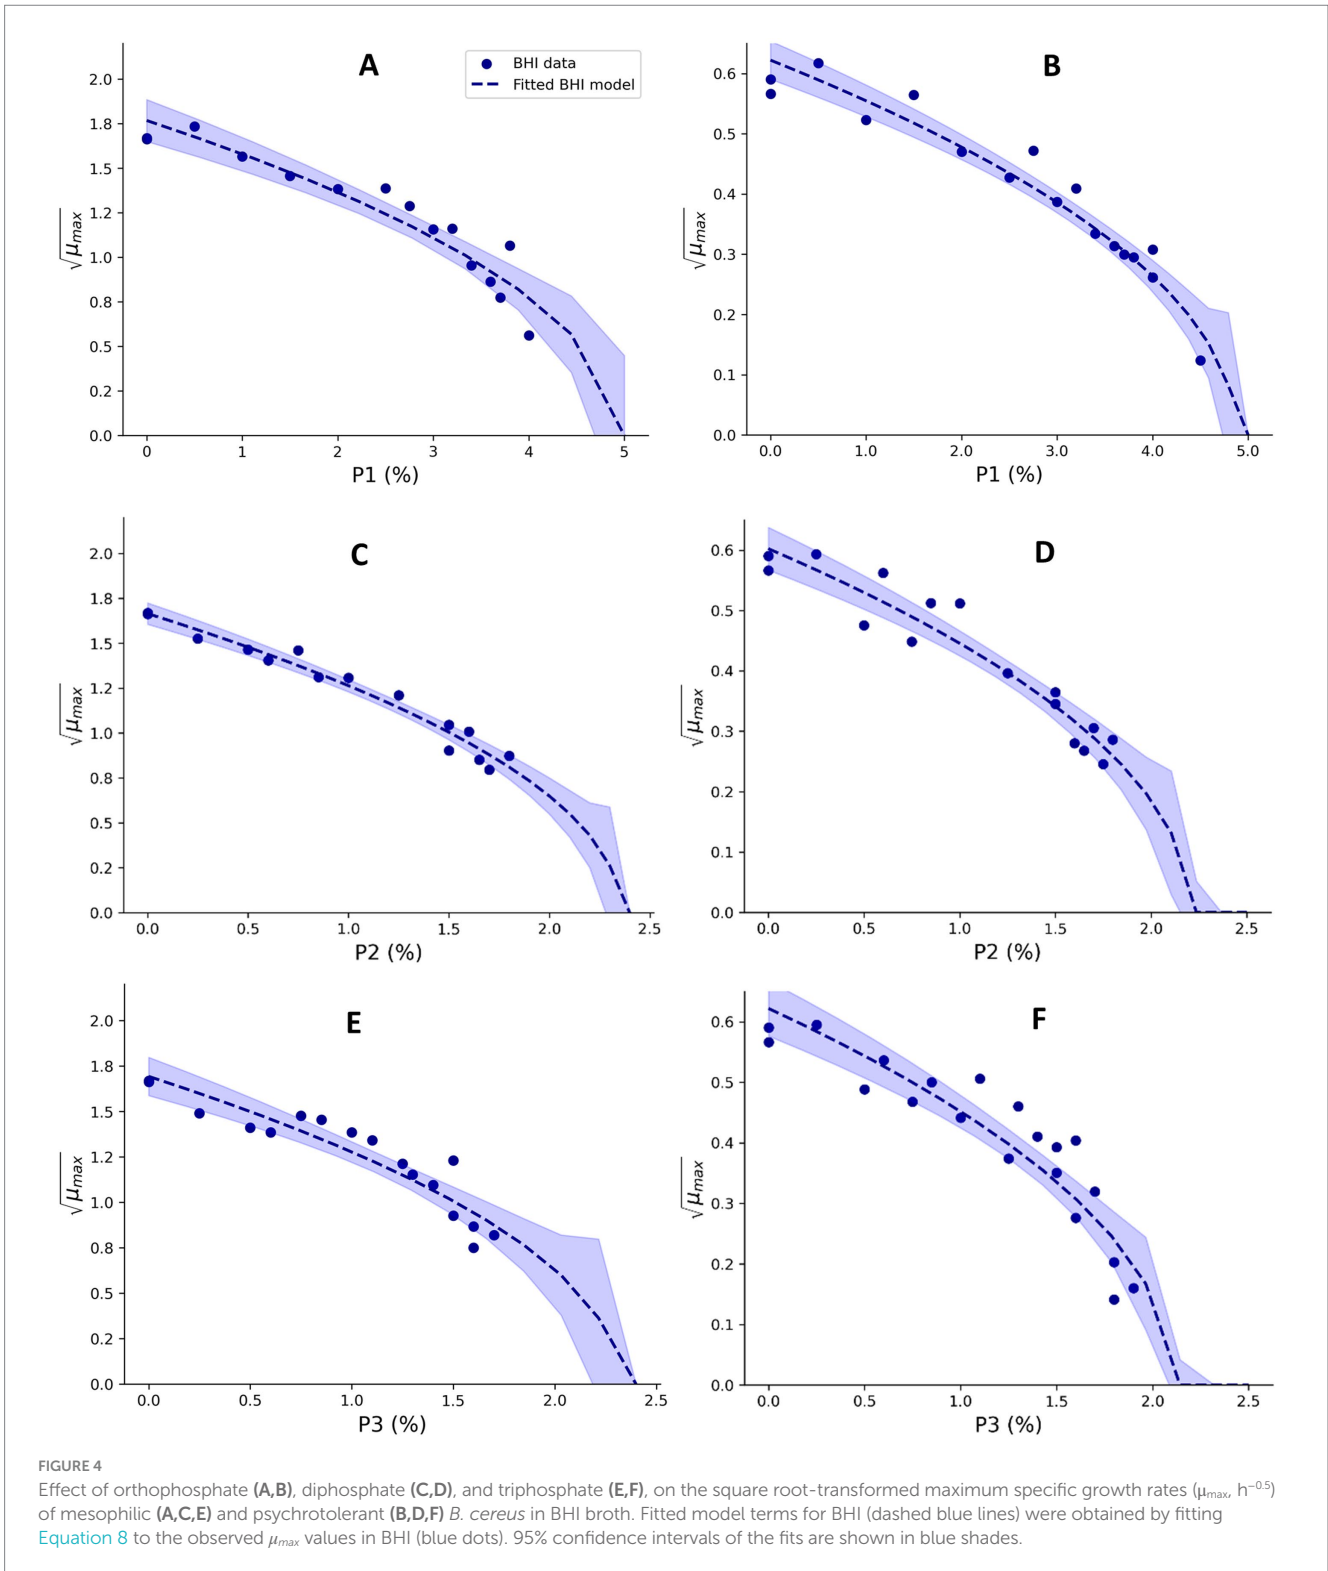 A
BHI data
Fitted BHI model
2.0
1.8
1.5
1.2
1.0
0.8
0.5
0.2
0.0
√μmax
0 1 2 3 4 5
P1 (%)
B
0.6
0.5
0.4
0.3
0.2
0.1
0.0
√μmax
0.0 1.0 2.0 3.0 4.0 5.0
P1 (%)
C
2.0
1.8
1.5
1.2
1.0
0.8
0.5
0.2
0.0
√μmax
0.0 0.5 1.0 1.5 2.0 2.5
P2 (%)
D
0.6
0.5
0.4
0.3
0.2
0.1
0.0
√μmax
0.0 0.5 1.0 1.5 2.0 2.5
P2 (%)
E
2.0
1.8
1.5
1.2
1.0
0.8
0.5
0.2
0.0
√μmax
0.0 0.5 1.0 1.5 2.0 2.5
P3 (%)
F
0.6
0.5
0.4
0.3
0.2
0.1
0.0
√μmax
0.0 0.5 1.0 1.5 2.0 2.5
P3 (%)
FIGURE 4
Effect of orthophosphate (A,B), diphosphate (C,D), and triphosphate (E,F), on the square root-transformed maximum specific growth rates (μmax, h−0.5)
of mesophilic (A,C,E) and psychrotolerant (B,D,F) B. cereus in BHI broth. Fitted model terms for BHI (dashed blue lines) were obtained by fitting
Equation 8 to the observed μmax values in BHI (blue dots). 95% confidence intervals of the fits are shown in blue shades.